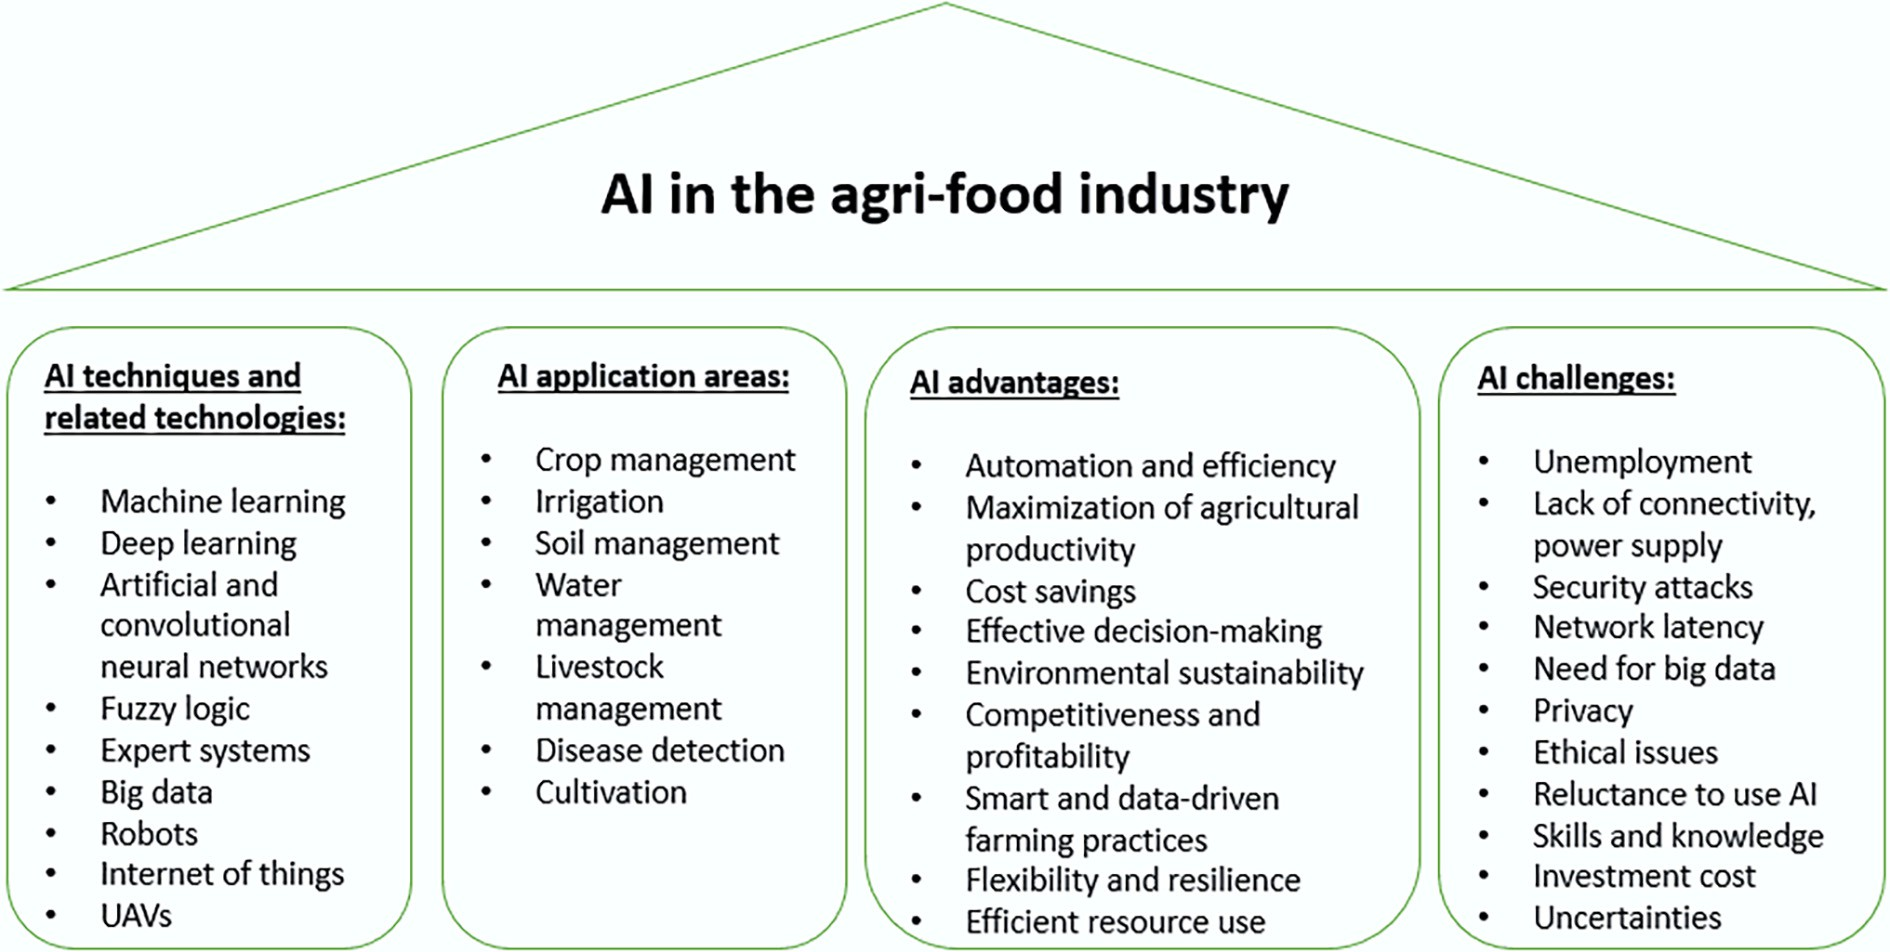 AI in the agri-food industry
AI techniques and
related technologies:
• Machine learning
• Deep learning
• Artificial and
convolutional
neural networks
• Fuzzy logic
• Expert systems
• Big data
• Robots
• Internet of things
• UAVs
AI application areas:
• Crop management
• Irrigation
• Soil management
• Water
management
• Livestock
management
• Disease detection
• Cultivation
AI advantages:
• Automation and efficiency
• Maximization of agricultural
productivity
• Cost savings
• Effective decision-making
• Environmental sustainability
• Competitiveness and
profitability
• Smart and data-driven
farming practices
• Flexibility and resilience
• Efficient resource use
AI challenges:
• Unemployment
• Lack of connectivity,
power supply
• Security attacks
• Network latency
• Need for big data
• Privacy
• Ethical issues
• Reluctance to use AI
• Skills and knowledge
• Investment cost
• Uncertainties